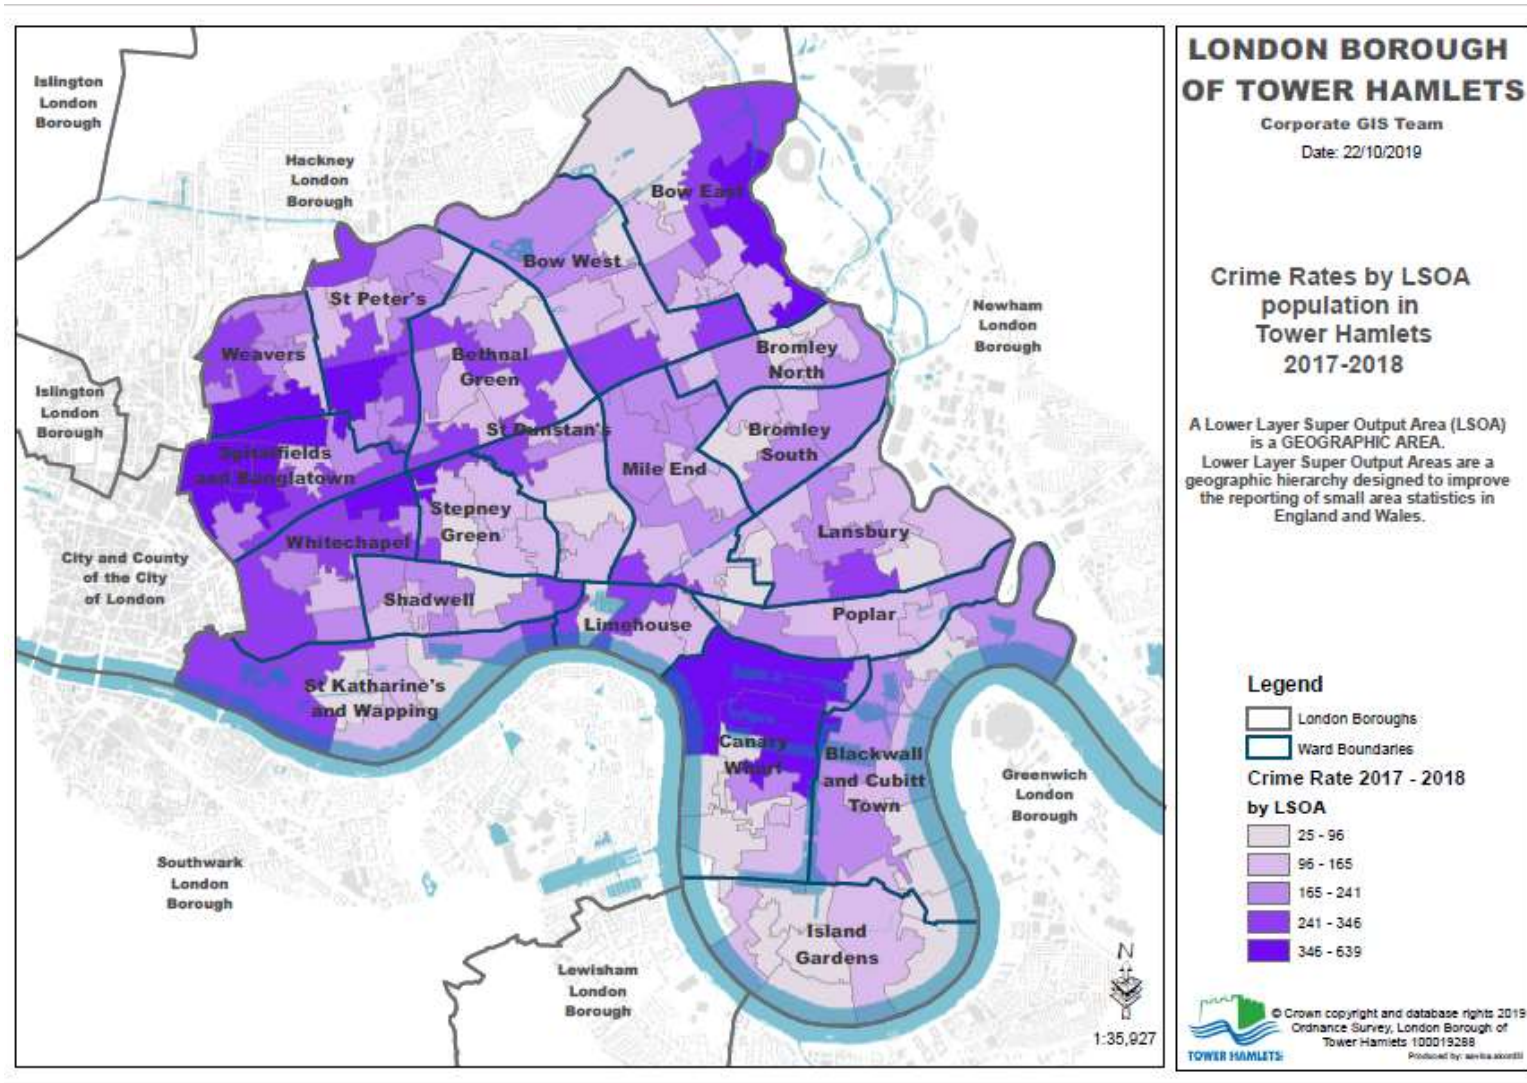 LONDON BOROUGH
OF TOWER HAMLETS
Corporate GIS Team
Date: 22/10/2019
Crime Rates by LSOA
population in
Tower Hamlets
2017-2018
A Lower Layer Super Output Area (LSOA)
is a GEOGRAPHIC AREA.
Lower Layer Super Output Areas are a
geographic hierarchy designed to improve
the reporting of small area statistics in
England and Wales.
Legend
London Boroughs
Ward Boundaries
Crime Rate 2017 - 2018
by LSOA
25 - 96
96 - 165
165 - 241
241 - 346
346 - 639
TOWER HAMLETS
© Crown copyright and database rights 2019
Ordnance Survey, London Borough of
Tower Hamlets 100019288
Produced by:
Islington
London
Borough
Hackney
London
Borough
Bow East
Bow West
St Peter's
Newham
London
Borough
Weavers
Bethnal
Green
Bromley
North
Islington
London
Borough
St Dunstan's
Bromley
South
Spitalfields
and Banglatown
Mile End
Stepney
Green
Lansbury
Whitechapel
City and County
of the City
of London
Shadwell
Limehouse
Poplar
St Katharine's
and Wapping
Canary
Wharf
Blackwall
and Cubitt
Town
Greenwich
London
Borough
Southwark
London
Borough
Island
Gardens
Lewisham
London
Borough
N
1:35,927